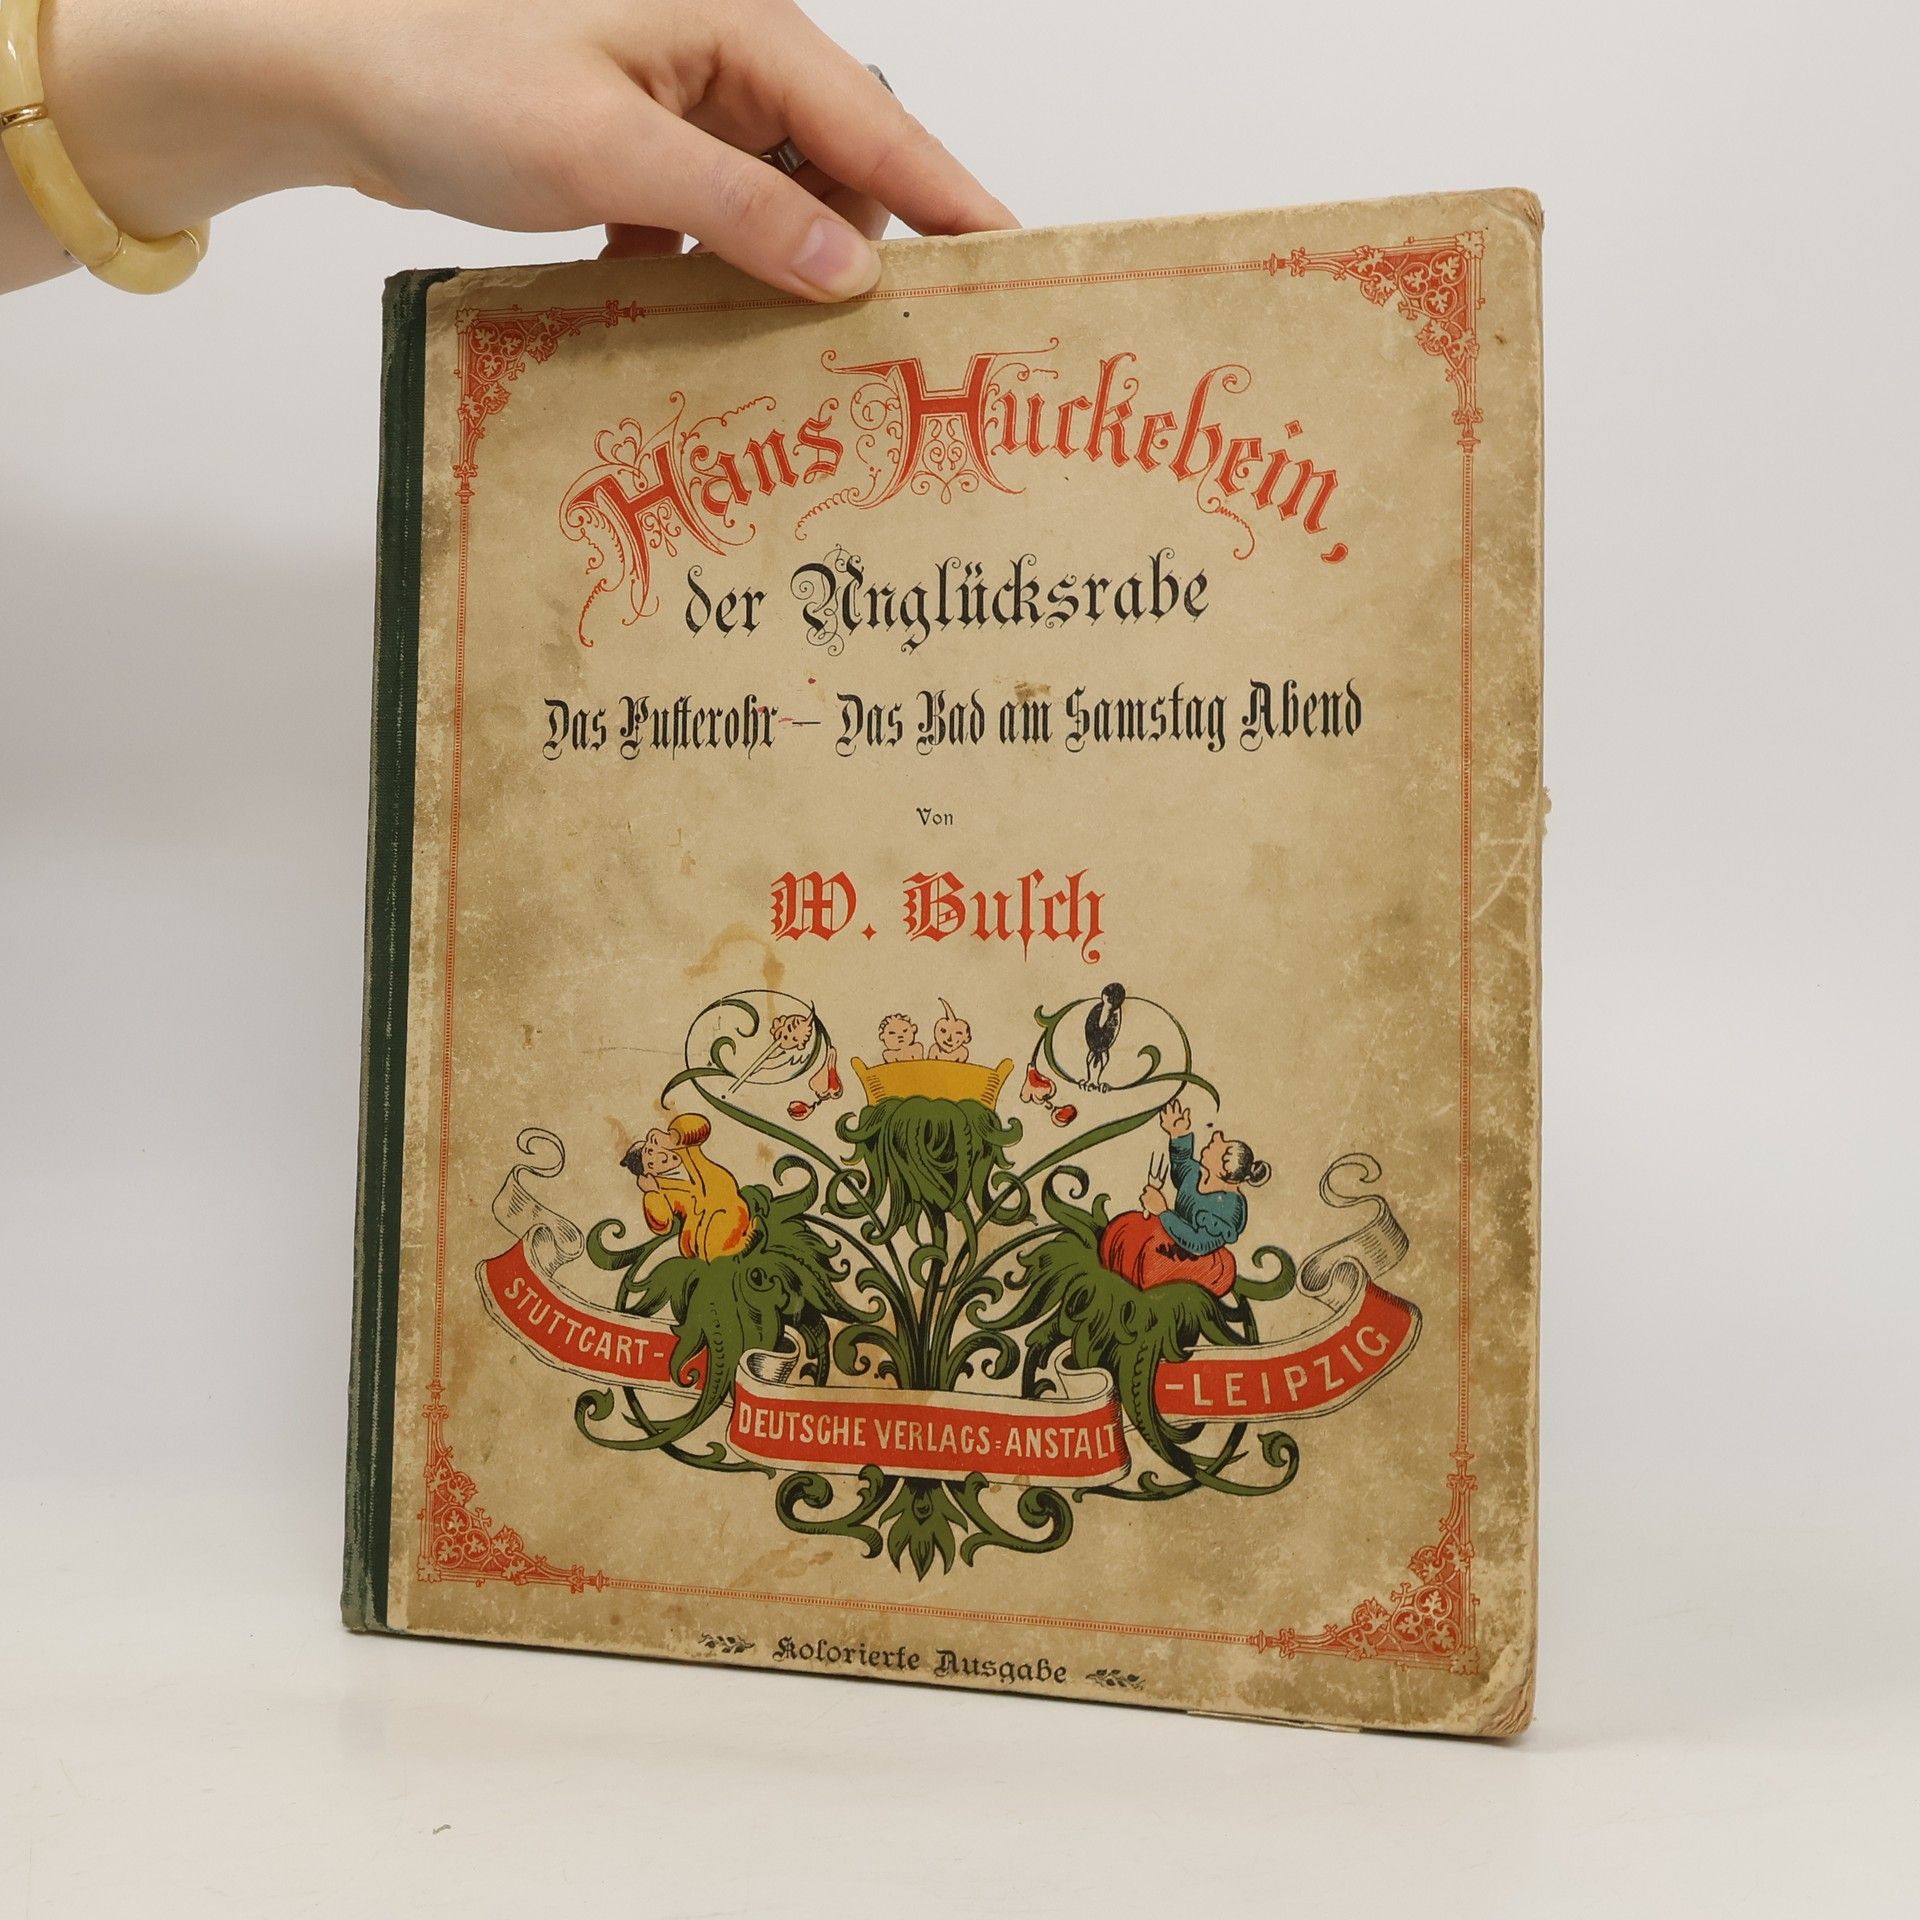 Hans Huckebein,
der Unglücksrabe
Das Pusterohr — Das Bad am Samstag Abend
Von
W. Buſch
STUTTGART-
DEUTSCHE VERLAGS=ANSTALT
-LEIPZIG
Kolorierte Ausgabe